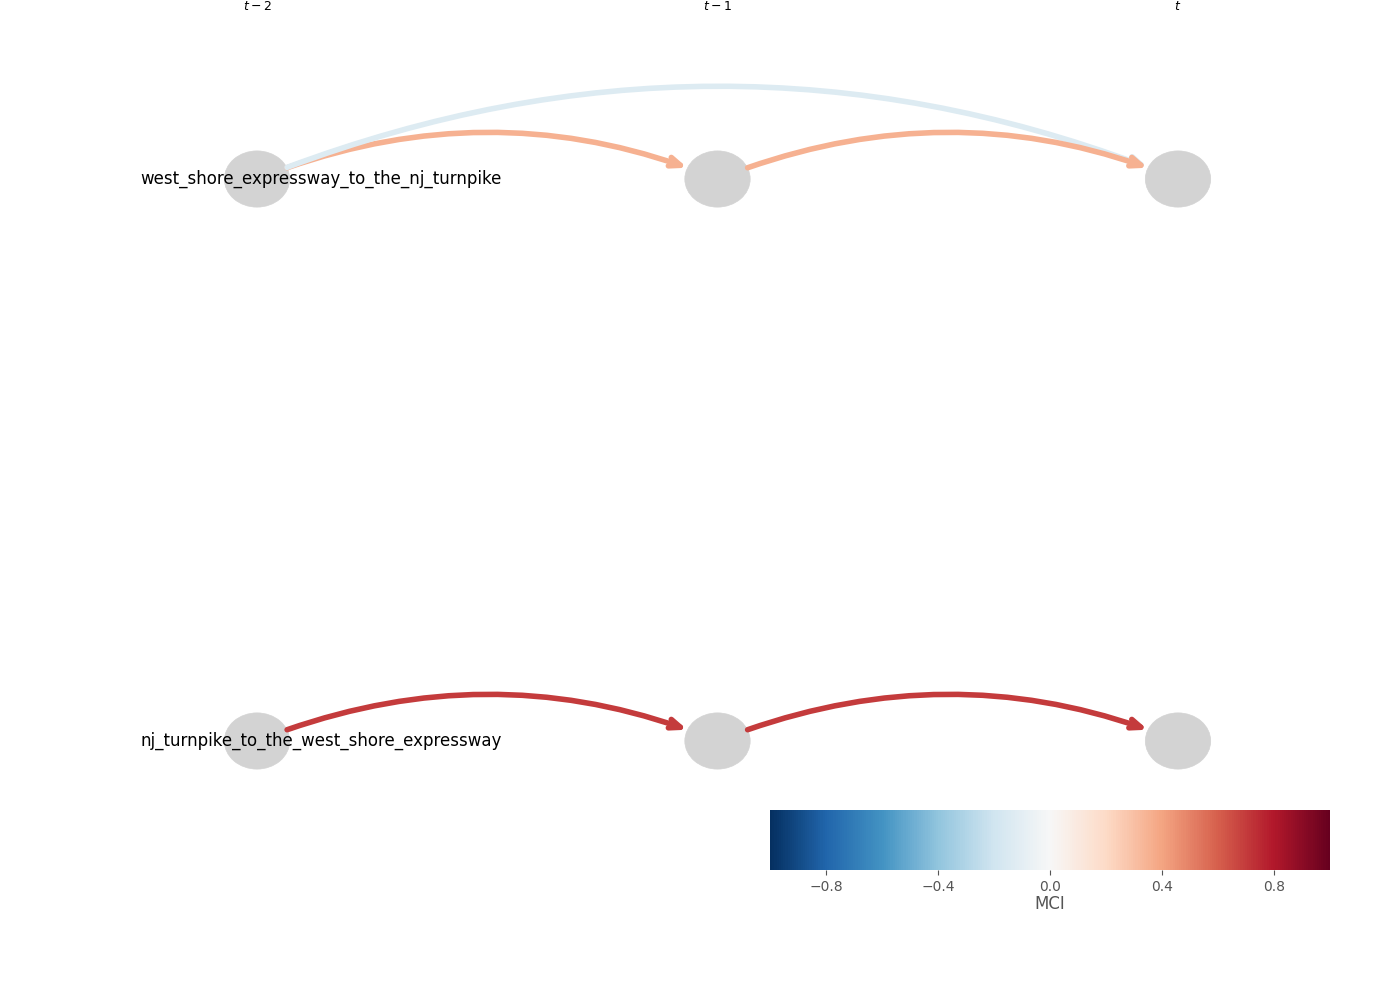 t − 2 t − 1 t
west_shore_expressway_to_the_nj_turnpike
nj_turnpike_to_the_west_shore_expressway
−0.8 −0.4 0.0 0.4 0.8
MCI